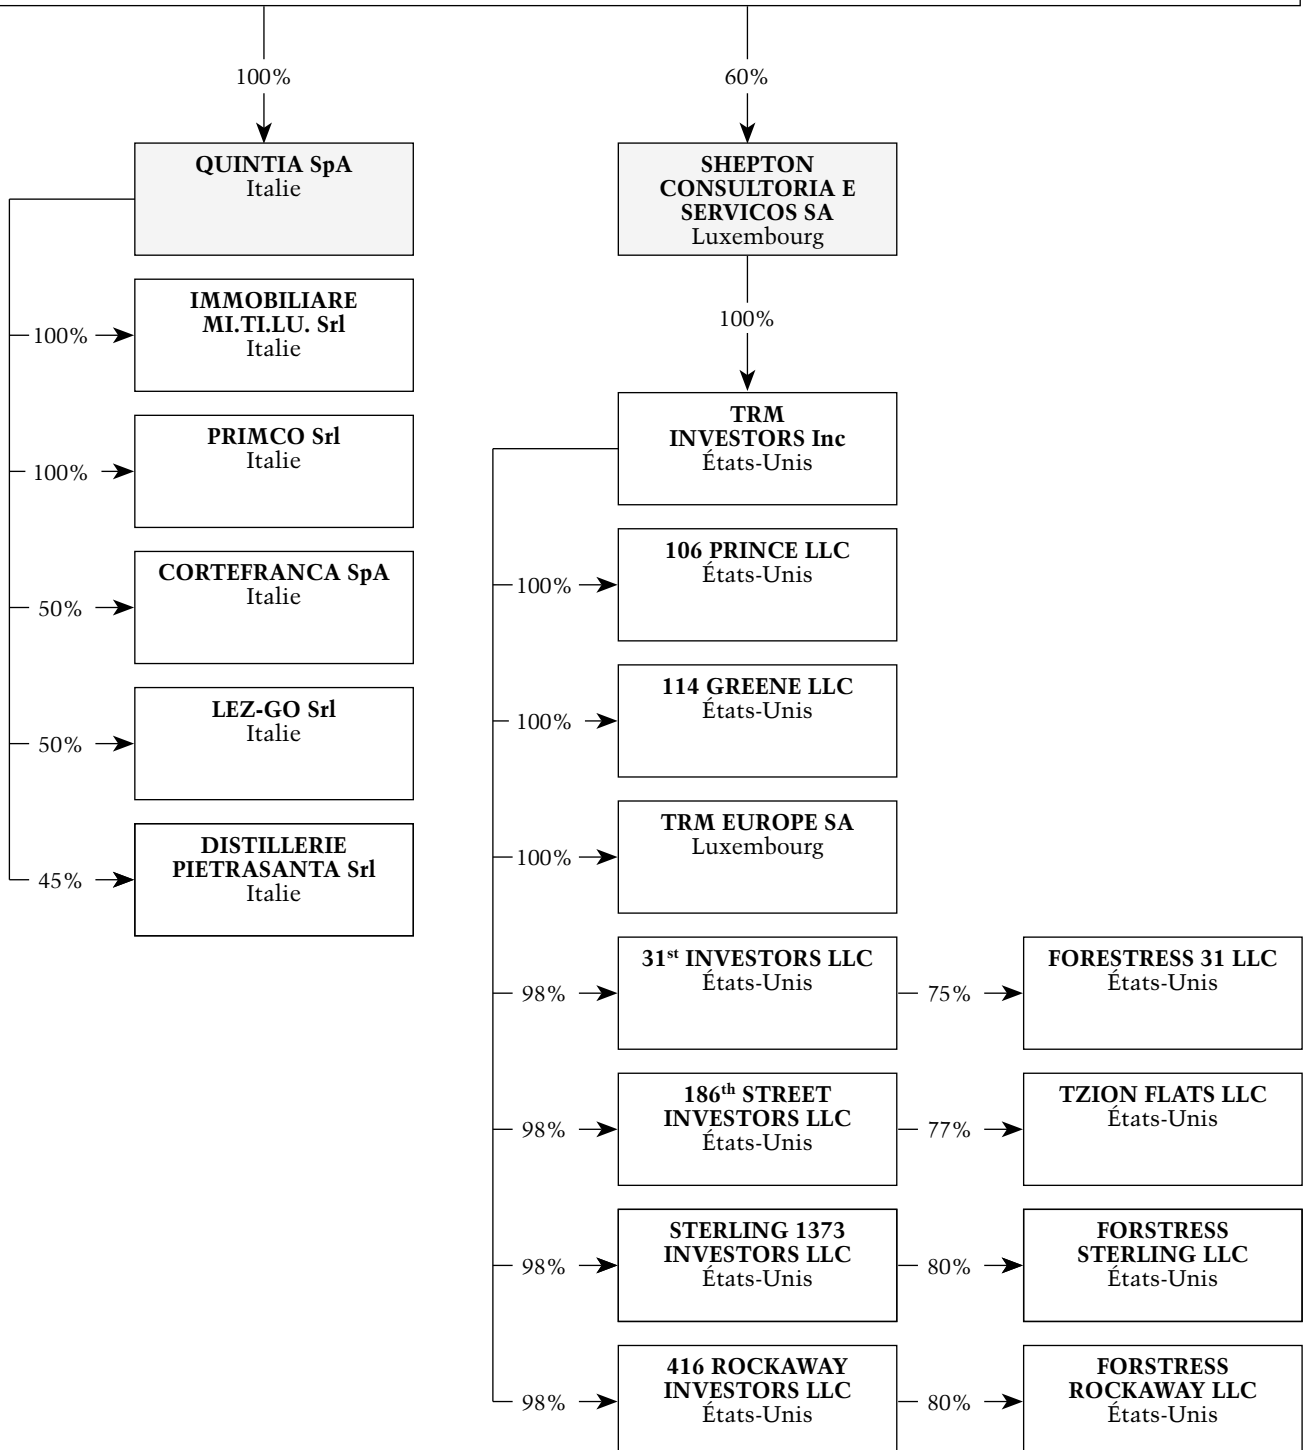 100%
60%
QUINTIA SpA
Italie
SHEPTON
CONSULTORIA E
SERVICOS SA
Luxembourg
100%
IMMOBILIARE
MI.TI.LU. Srl
Italie
100%
PRIMCO Srl
Italie
50%
CORTEFRANCA SpA
Italie
50%
LEZ-GO Srl
Italie
45%
DISTILLERIE
PIETRASANTA Srl
Italie
100%
TRM
INVESTORS Inc
États-Unis
100%
106 PRINCE LLC
États-Unis
100%
114 GREENE LLC
États-Unis
100%
TRM EUROPE SA
Luxembourg
98%
31st INVESTORS LLC
États-Unis
75%
FORESTRESS 31 LLC
États-Unis
98%
186th STREET
INVESTORS LLC
États-Unis
77%
TZION FLATS LLC
États-Unis
98%
STERLING 1373
INVESTORS LLC
États-Unis
80%
FORSTRESS
STERLING LLC
États-Unis
98%
416 ROCKAWAY
INVESTORS LLC
États-Unis
80%
FORSTRESS
ROCKAWAY LLC
États-Unis